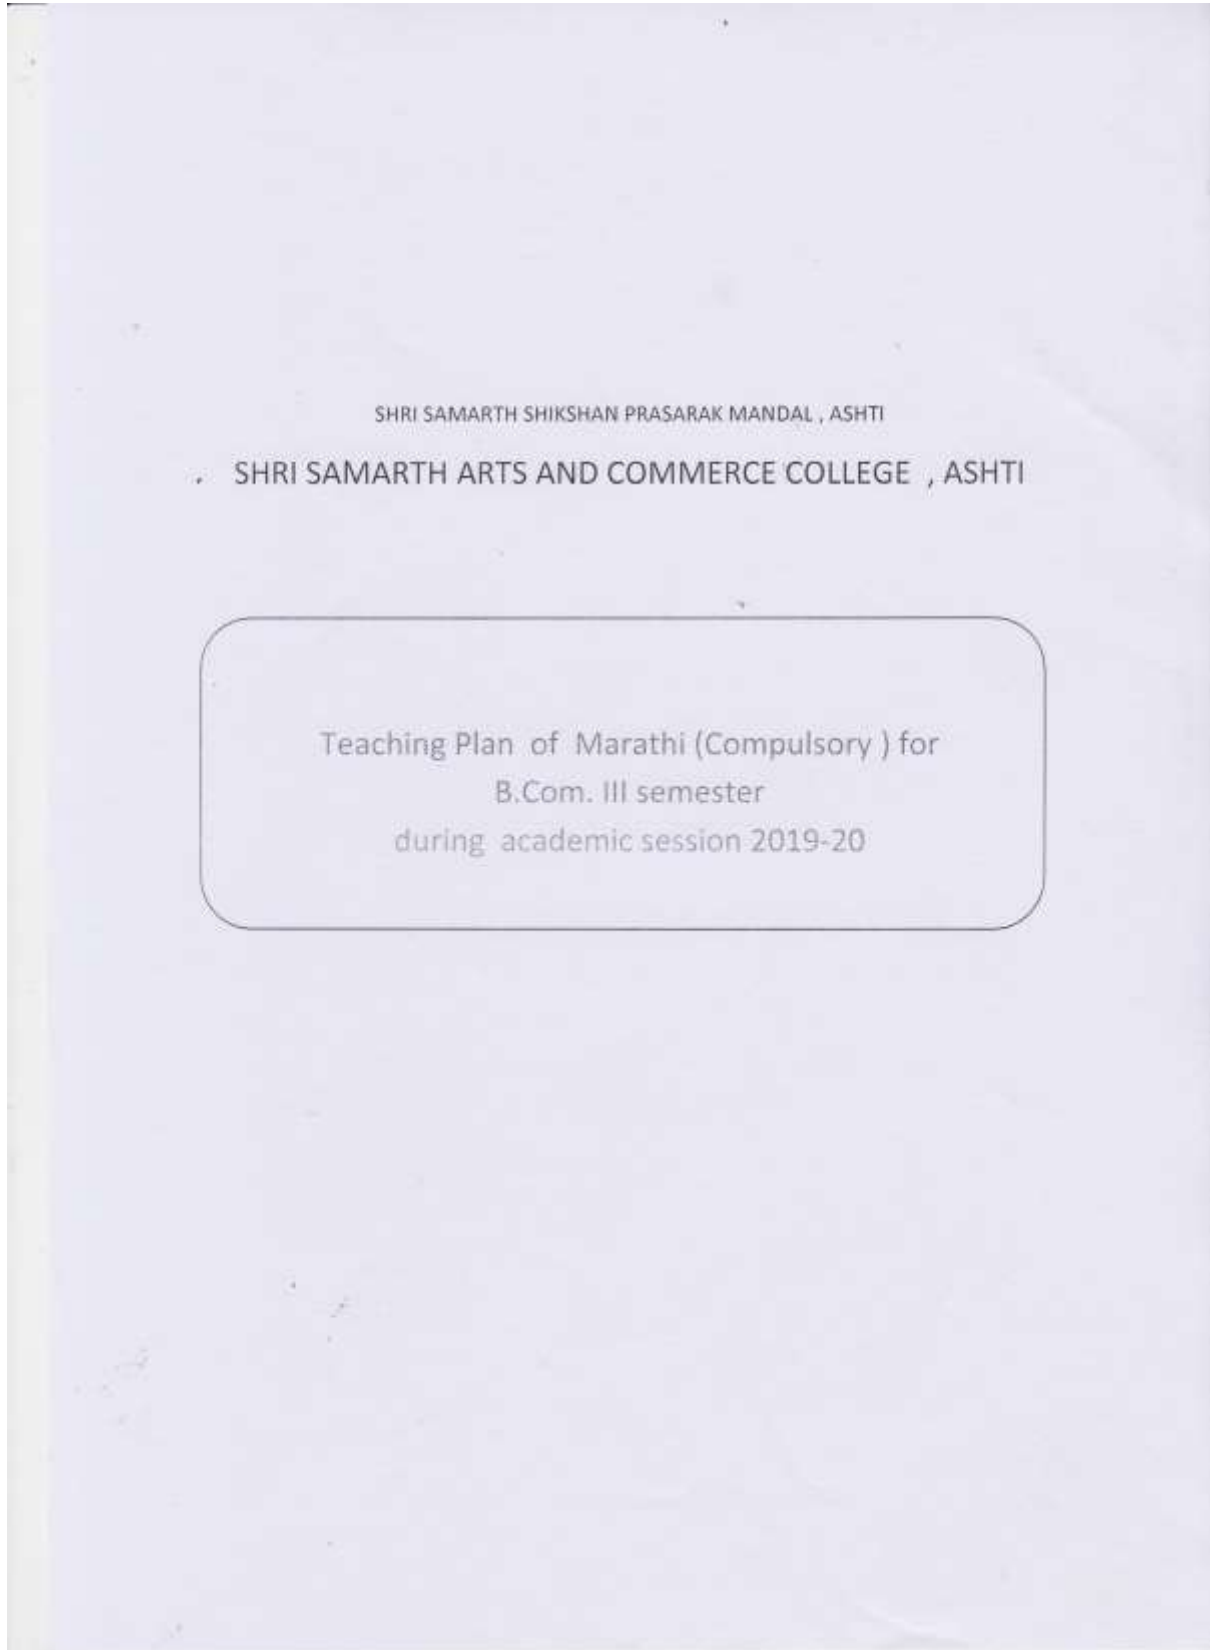 SHRI SAMARTH SHIKSHAN PRASARAK MANDAL , ASHTI
SHRI SAMARTH ARTS AND COMMERCE COLLEGE , ASHTI
Teaching Plan of Marathi (Compulsory ) for
B.Com. III semester
during academic session 2019-20